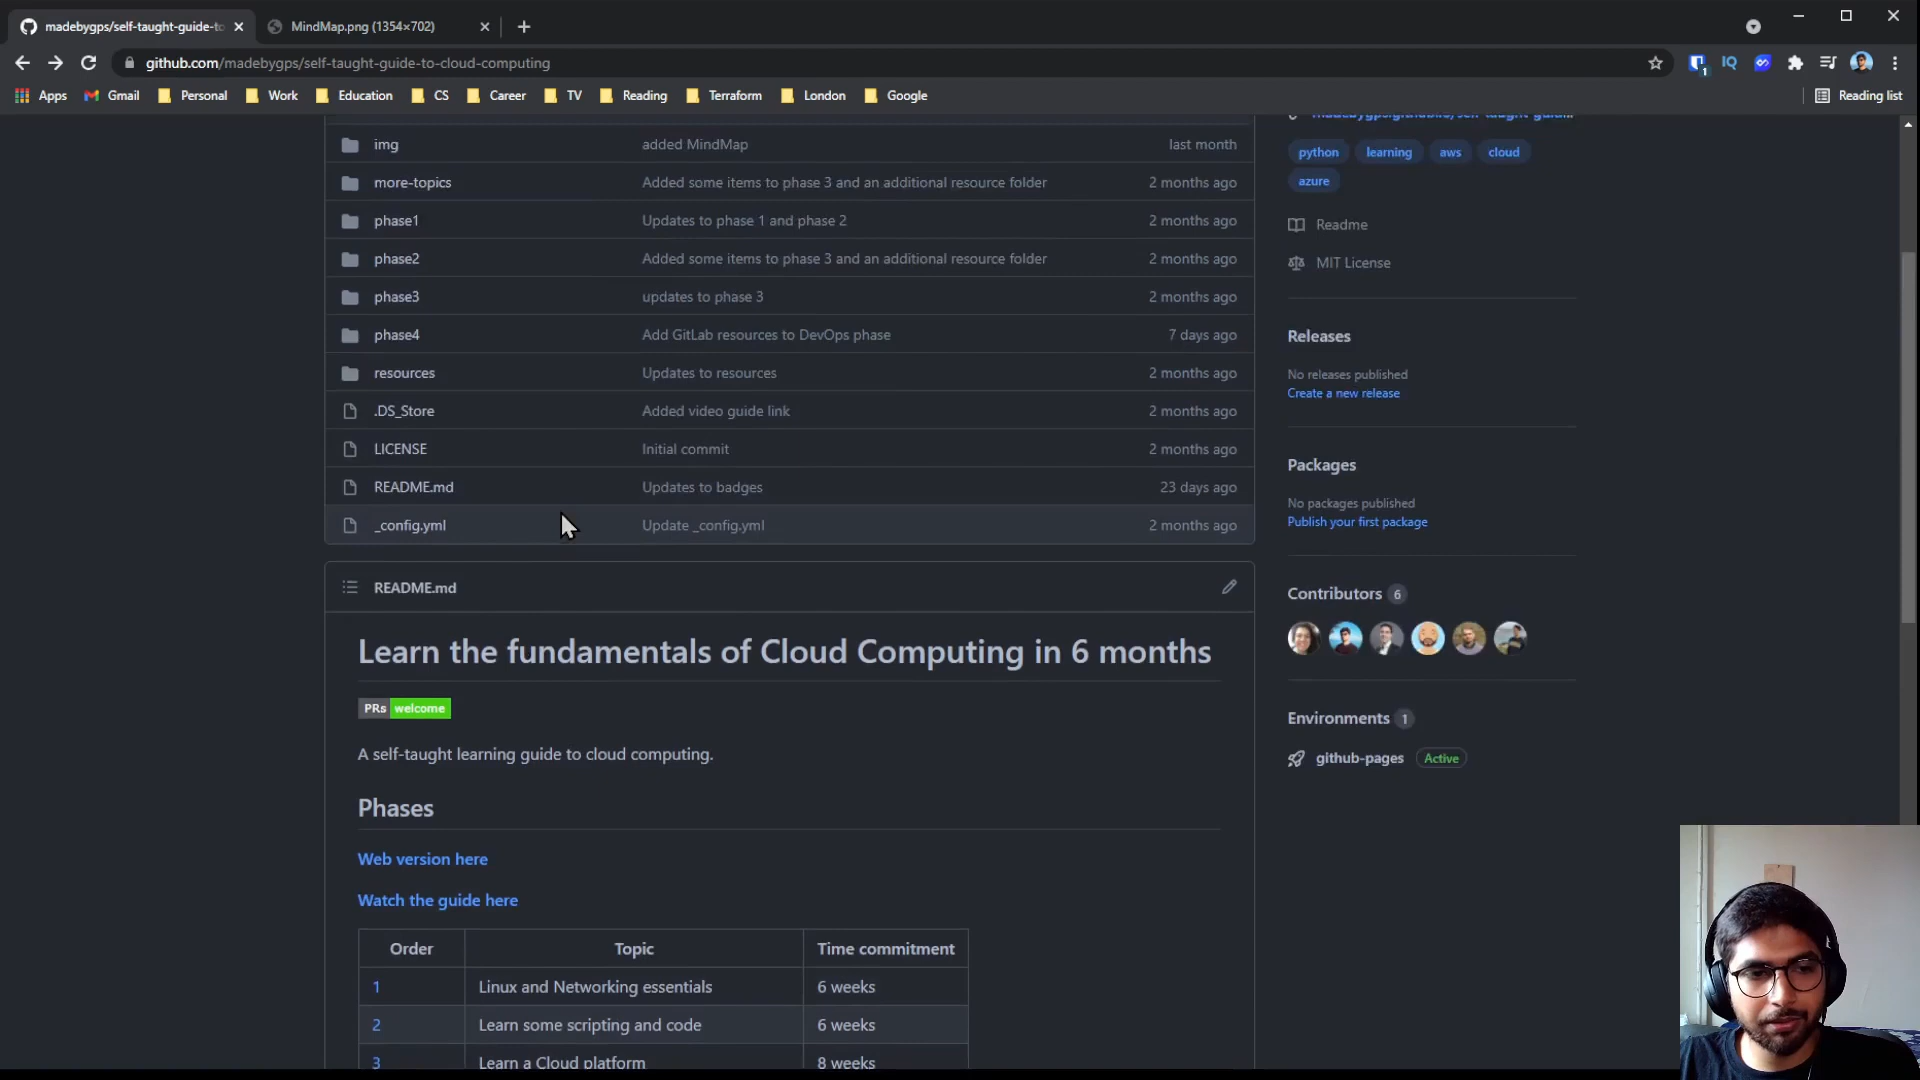 madebygps/self-taught-guide-to
MindMap.png (1354×702)
github.com/madebygps/self-taught-guide-to-cloud-computing
1
IQ
Apps
Gmail
Personal
Work
Education
CS
Career
TV
Reading
Terraform
London
Google
Reading list
img added MindMap last month
more-topics Added some items to phase 3 and an additional resource folder 2 months ago
phase1 Updates to phase 1 and phase 2 2 months ago
phase2 Added some items to phase 3 and an additional resource folder 2 months ago
phase3 updates to phase 3 2 months ago
phase4 Add GitLab resources to DevOps phase 7 days ago
resources Updates to resources 2 months ago
.DS_Store Added video guide link 2 months ago
LICENSE Initial commit 2 months ago
README.md Updates to badges 23 days ago
_config.yml Update _config.yml 2 months ago
README.md
Learn the fundamentals of Cloud Computing in 6 months
PRs welcome
A self-taught learning guide to cloud computing.
Phases
Web version here
Watch the guide here
Order Topic Time commitment
1 Linux and Networking essentials 6 weeks
2 Learn some scripting and code 6 weeks
3 Learn a Cloud platform 8 weeks
python learning aws cloud
azure
Readme
MIT License
Releases
No releases published
Create a new release
Packages
No packages published
Publish your first package
Contributors 6
Environments 1
github-pages Active